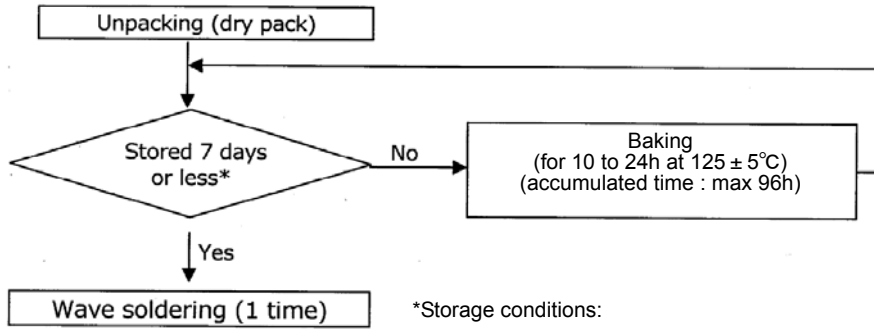 Unpacking (dry pack)
Stored 7 days
or less*
No
Baking
(for 10 to 24h at 125 ± 5℃)
(accumulated time : max 96h)
Yes
Wave soldering (1 time)
*Storage conditions: